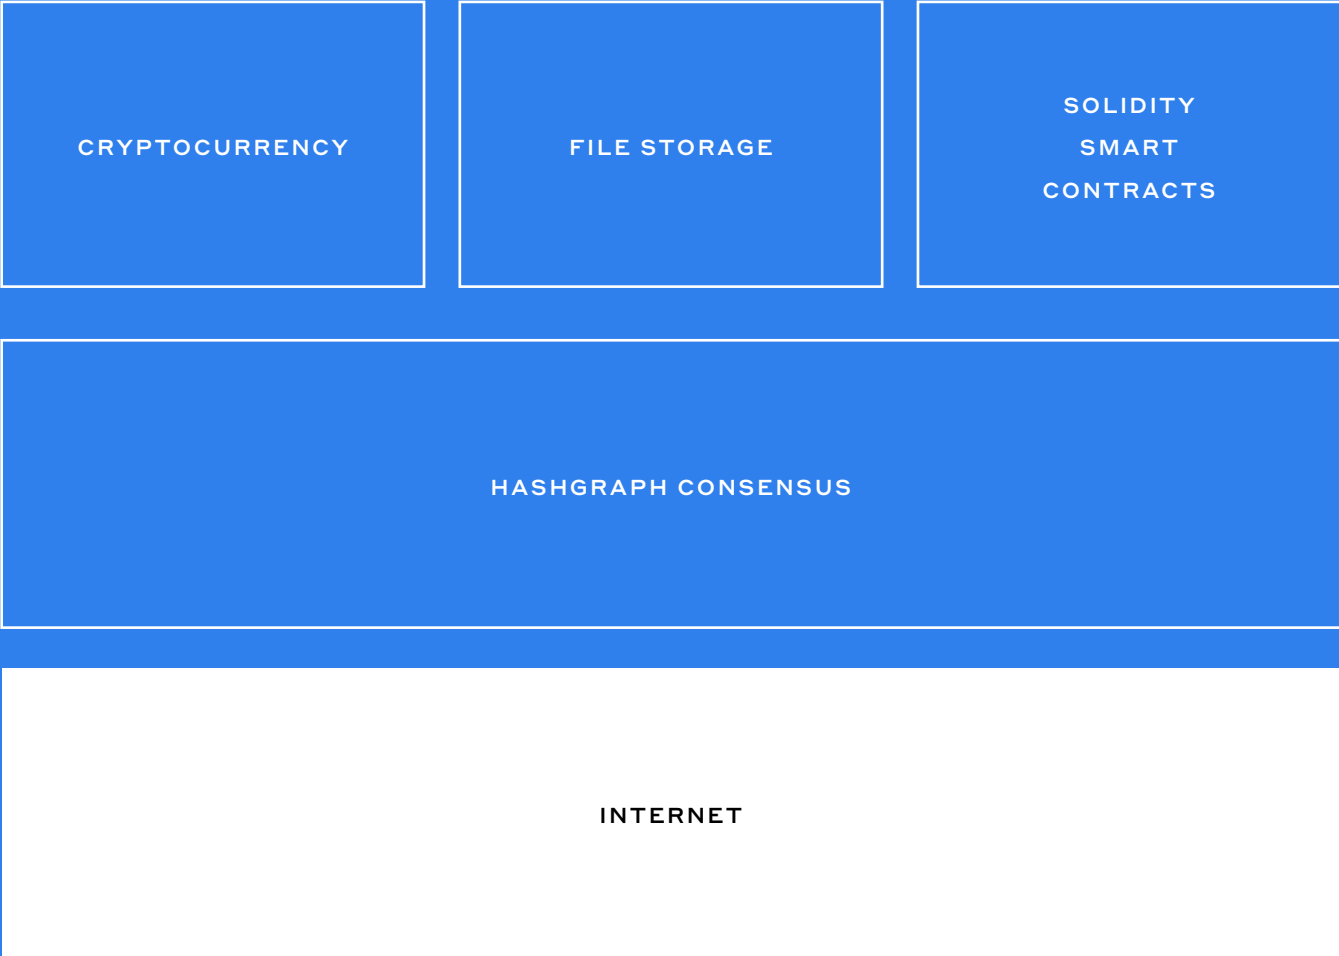 CRYPTOCURRENCY
FILE STORAGE
SOLIDITY
SMART
CONTRACTS
HASHGRAPH CONSENSUS
INTERNET